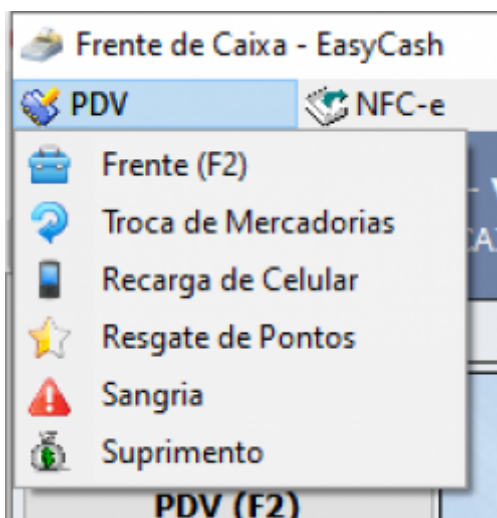 Frente de Caixa - EasyCash
PDV NFC-e
Frente (F2)
Troca de Mercadorias
Recarga de Celular
Resgate de Pontos
Sangria
Suprimento
PDV (F2)